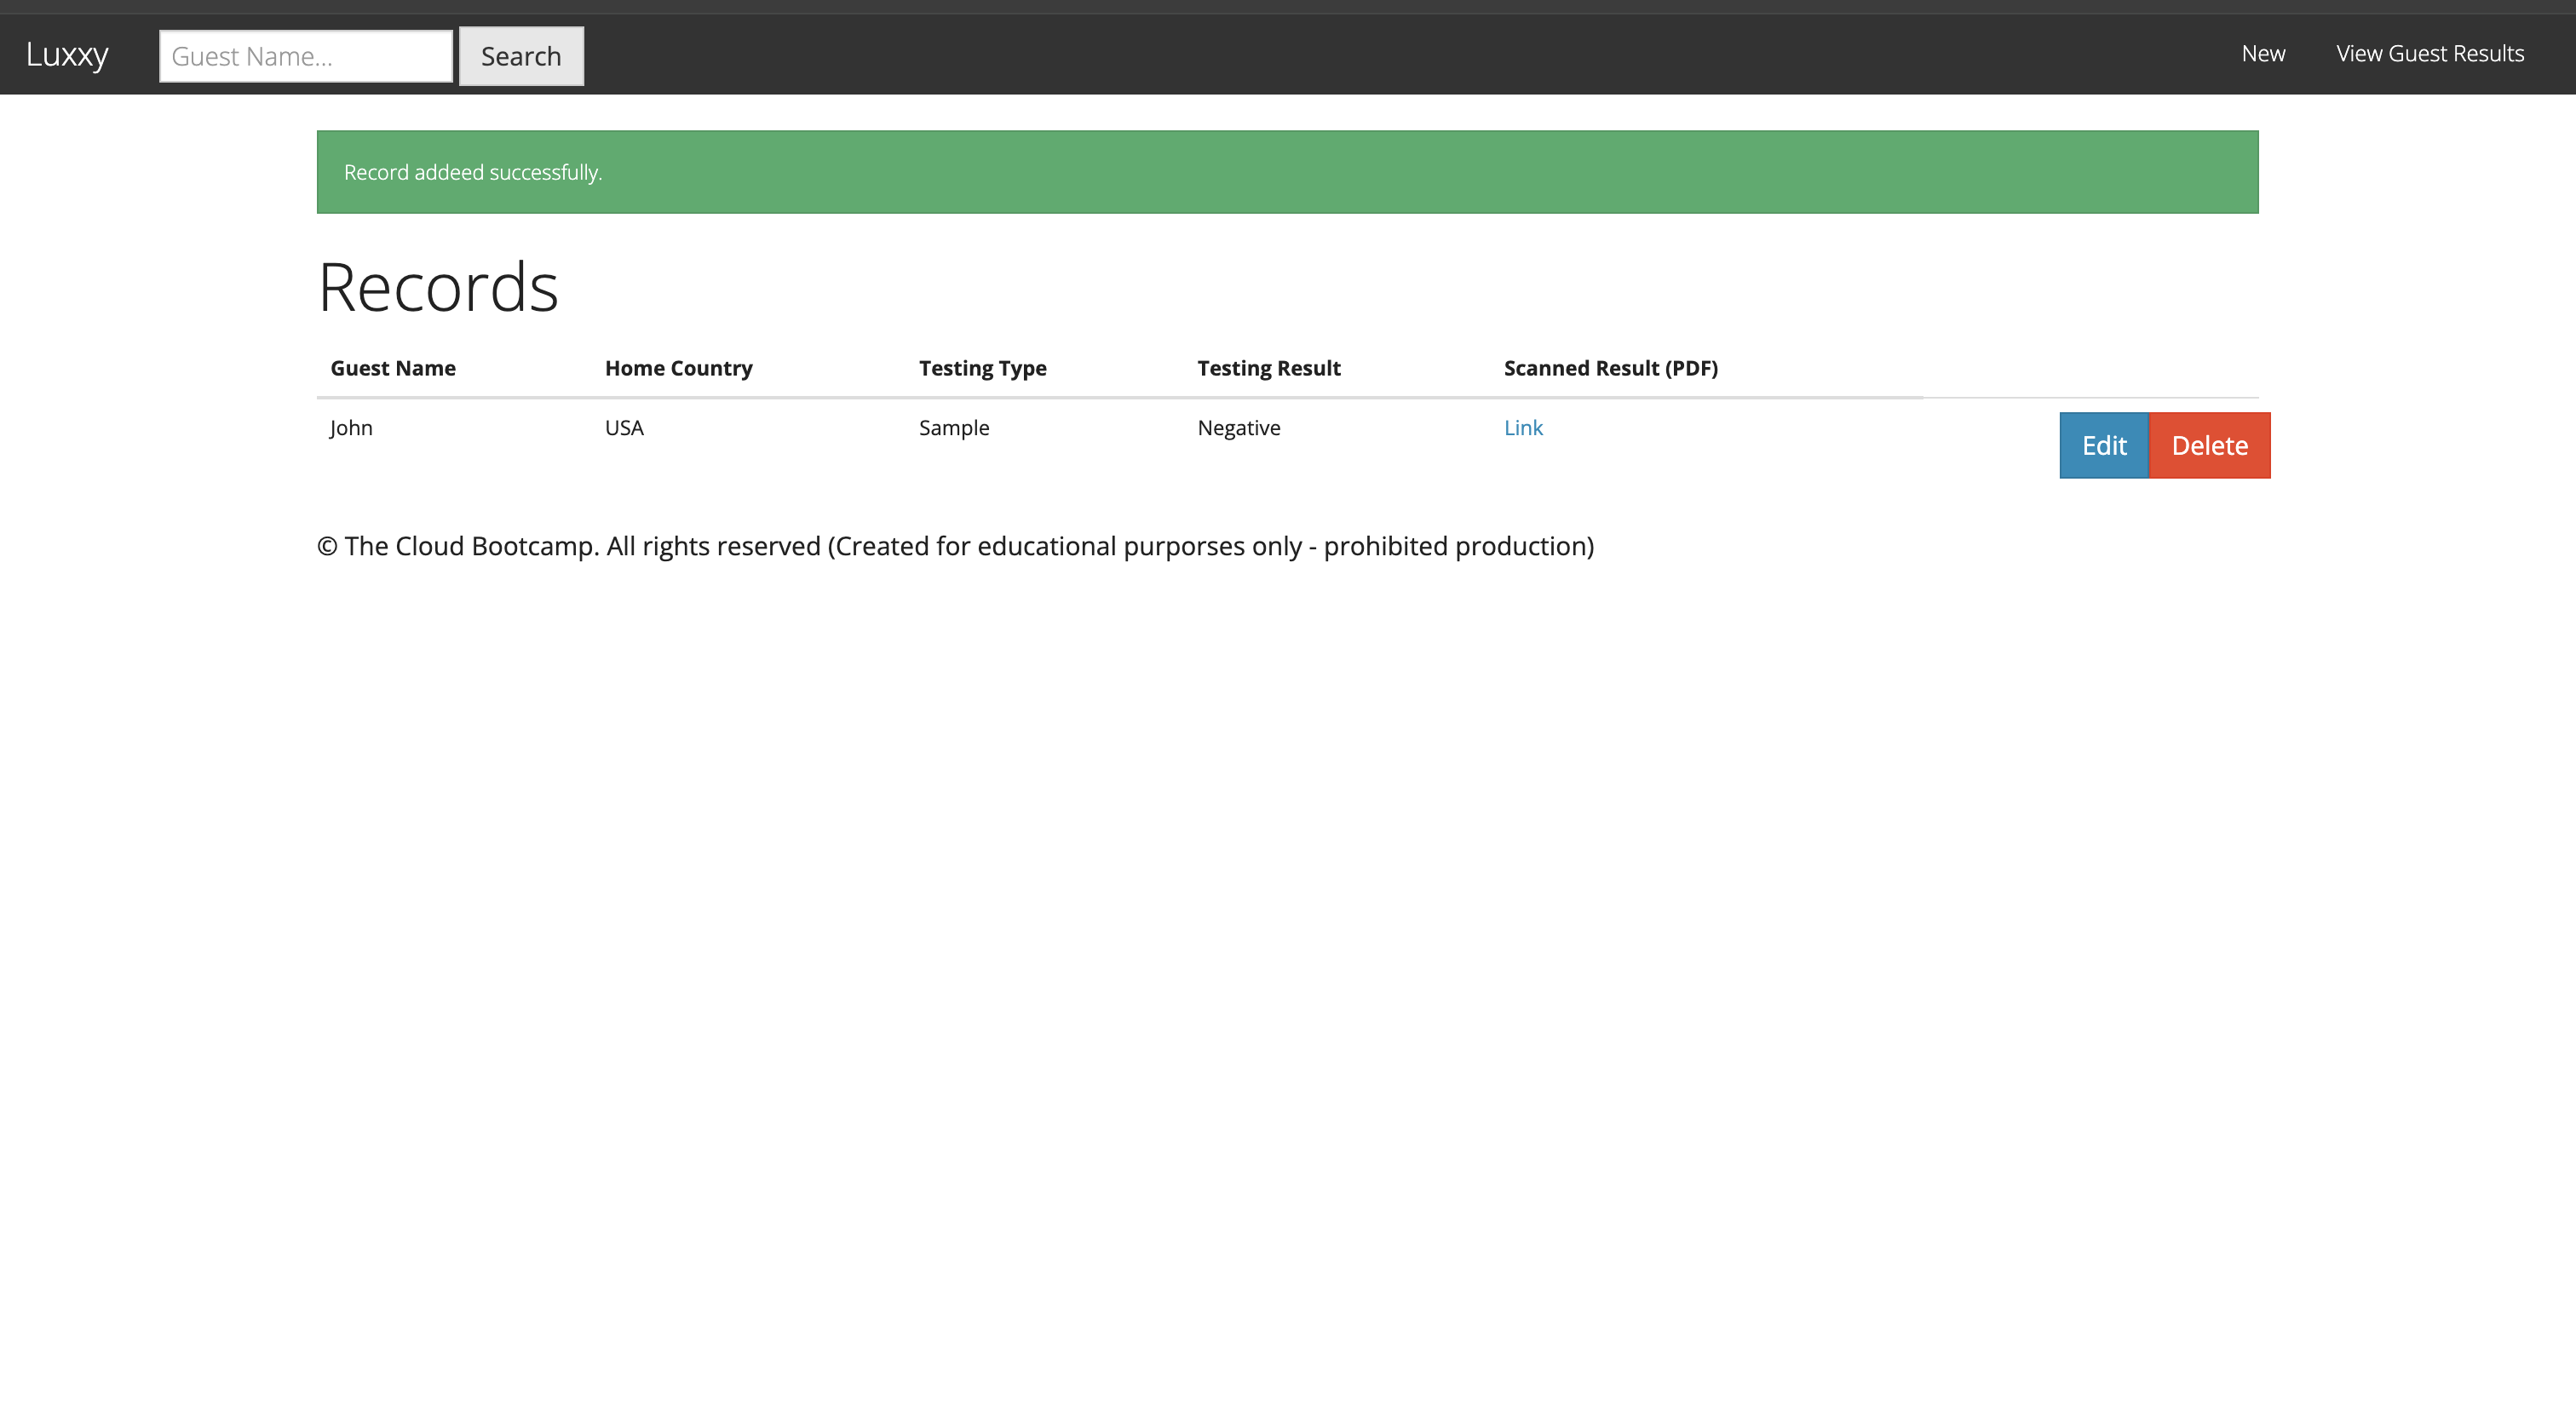 Luxxy Guest Name... Search New View Guest Results
Record addeed successfully.
Records
Guest Name Home Country Testing Type Testing Result Scanned Result (PDF)
John USA Sample Negative Link Edit Delete
© The Cloud Bootcamp. All rights reserved (Created for educational purporses only - prohibited production)